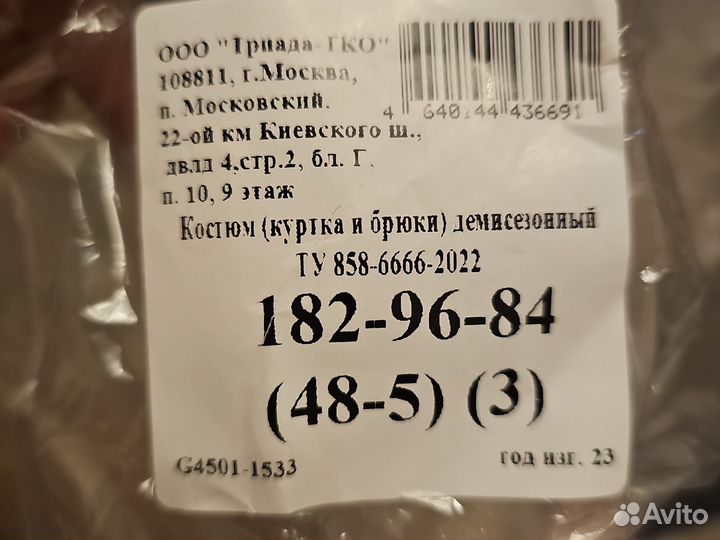 ООО "Триада-ТКО"
108811, г.Москва,
п. Московский.
22-ой км Киевского ш.,
двлд 4,стр.2, бл. Г,
п. 10, 9 этаж
4 640144 436691
Костюм (куртка и брюки) демисезонный
ТУ 858-6666-2022
182-96-84
(48-5) (3)
G4501-1533
год изг. 23
Avito